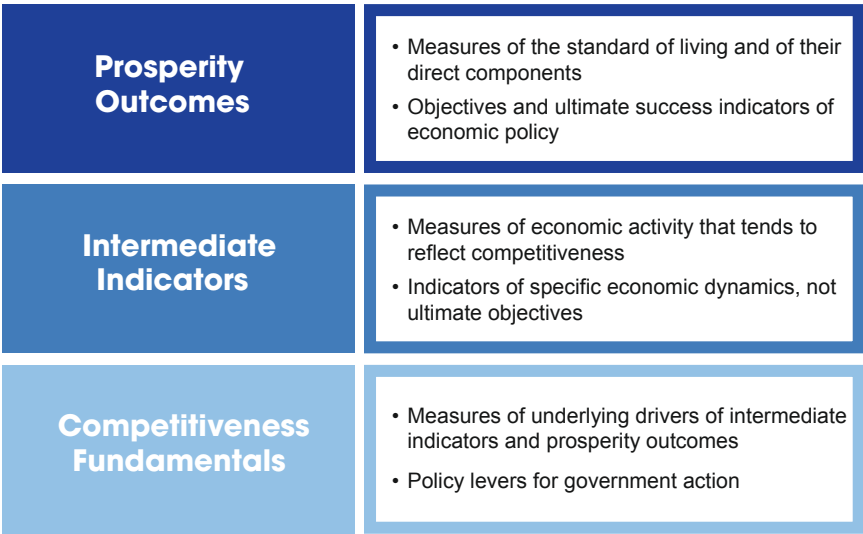 Prosperity
Outcomes
• Measures of the standard of living and of their
direct components
• Objectives and ultimate success indicators of
economic policy
Intermediate
Indicators
• Measures of economic activity that tends to
reflect competitiveness
• Indicators of specific economic dynamics, not
ultimate objectives
Competitiveness
Fundamentals
• Measures of underlying drivers of intermediate
indicators and prosperity outcomes
• Policy levers for government action